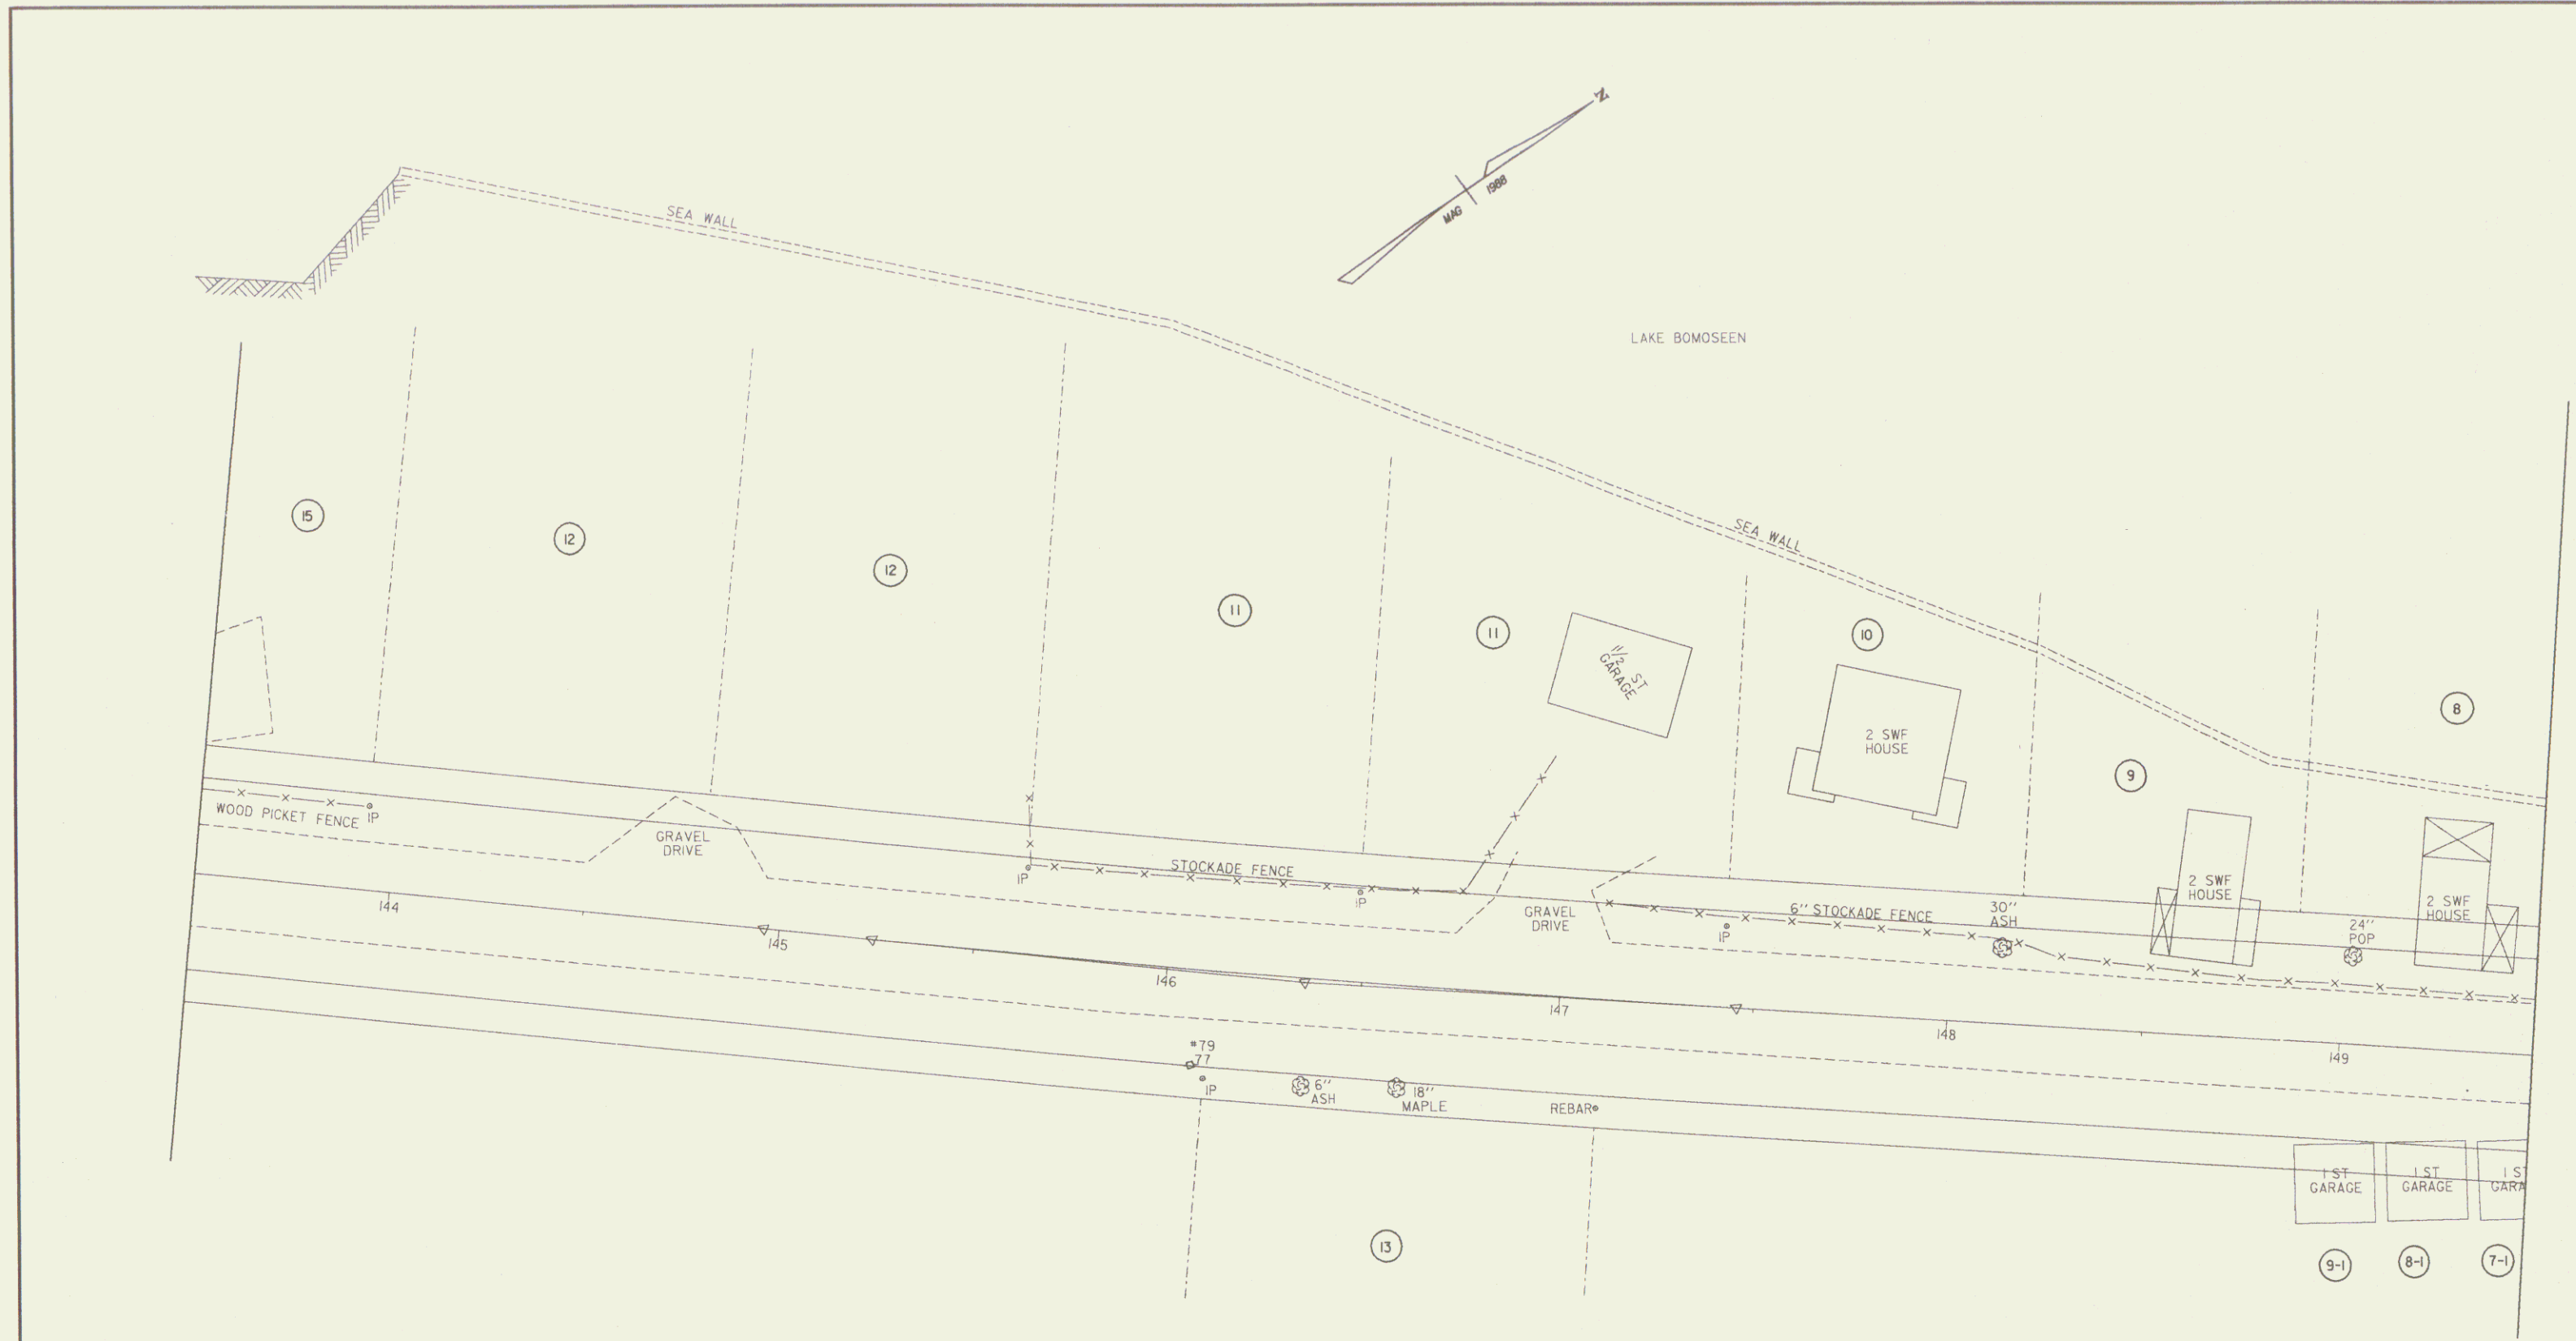 N
MAG 1988
SEA WALL
LAKE BOMOSEEN
SEA WALL
15
12
12
11
11
10
9
8
1 1/2 ST
GARAGE
2 SWF
HOUSE
2 SWF
HOUSE
2 SWF
HOUSE
WOOD PICKET FENCE
IP
GRAVEL
DRIVE
STOCKADE FENCE
IP
IP
GRAVEL
DRIVE
6'' STOCKADE FENCE
IP
30''
ASH
24''
POP
144
145
146
147
148
149
#79
77
IP
6''
ASH
18''
MAPLE
REBAR
1 ST
GARAGE
1 ST
GARAGE
1 ST
GARA
13
9-1
8-1
7-1